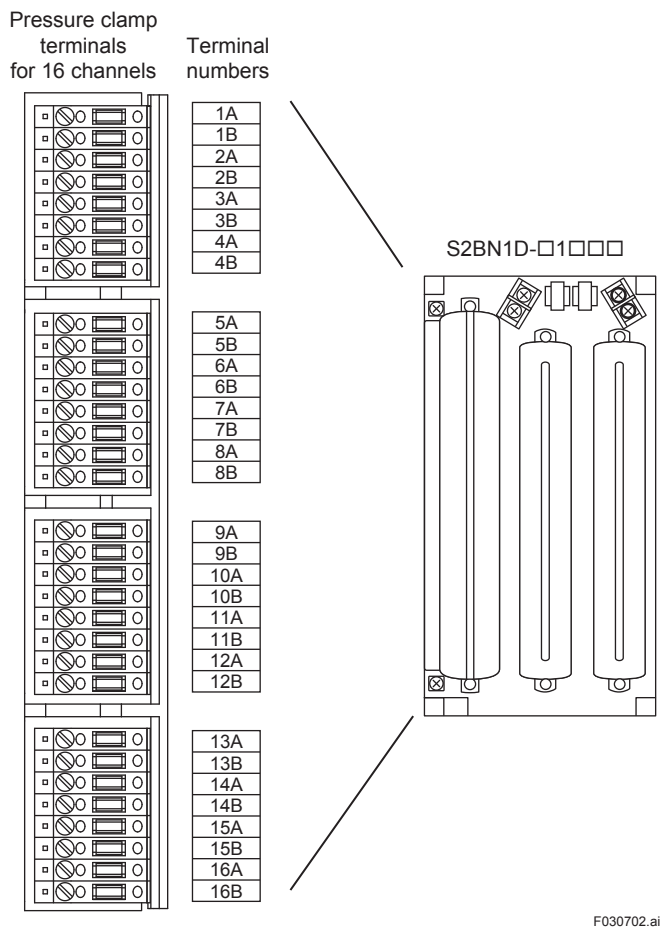 Pressure clamp
terminals
for 16 channels
Terminal
numbers
1A
1B
2A
2B
3A
3B
4A
4B
5A
5B
6A
6B
7A
7B
8A
8B
9A
9B
10A
10B
11A
11B
12A
12B
13A
13B
14A
14B
15A
15B
16A
16B
S2BN1D-□1□□□
F030702.ai